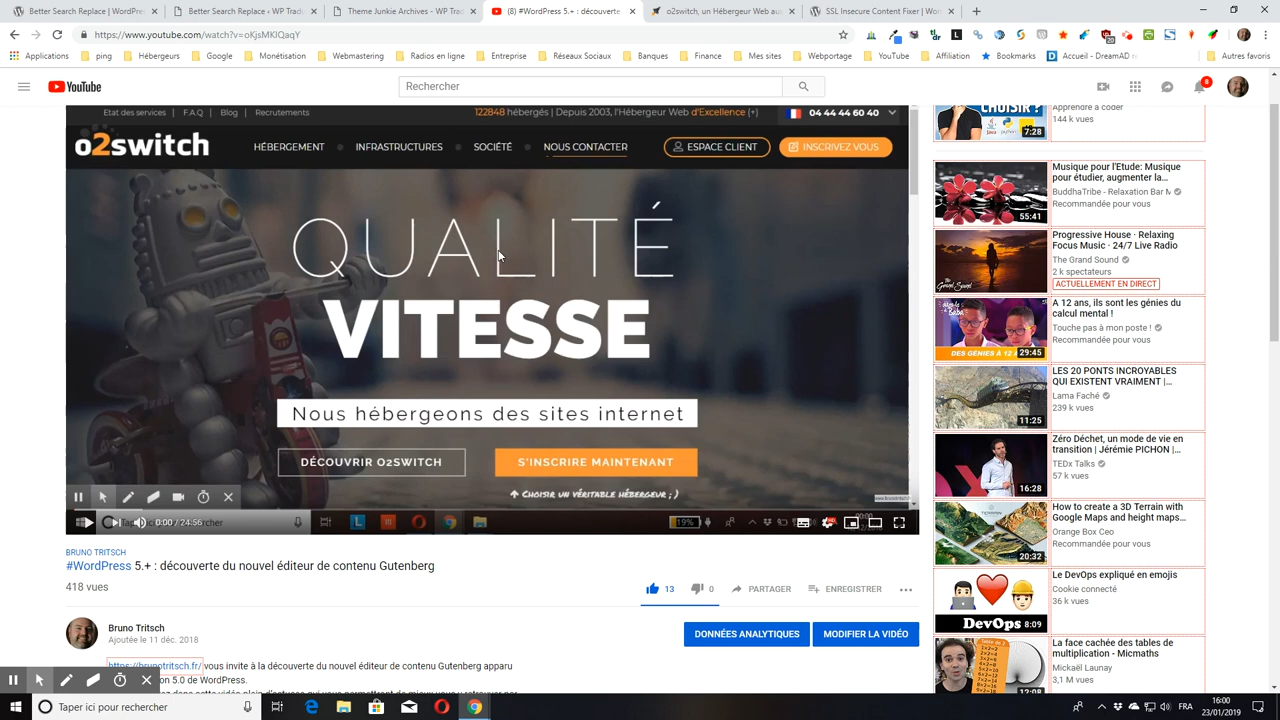 Better Search Replace
Better Search Replace ‹ WP Trad
Theme Junkie Archives - WP Trad
(8) #WordPress 5.+ : découverte
o2switch, un Hébergeur Web au
SSL Insecure Content Fixer
https://www.youtube.com/watch?v=oKjsMKIQaqY
Applications
ping
Hébergeurs
Google
Monétisation
Webmastering
Radios en ligne
Entreprise
Réseaux Sociaux
Banques
Finance
Mes sites
Webportage
YouTube
Affiliation
Bookmarks
Accueil - DreamAD
Autres favoris
YouTube
Rechercher
8
Etat des services | F.A.Q | Blog | Recrutements
122848 hébergés | Depuis 2003, l'Hébergeur Web d'Excellence (+)
04 44 44 60 40
o2switch
HÉBERGEMENT
INFRASTRUCTURES
SOCIÉTÉ
NOUS CONTACTER
ESPACE CLIENT
INSCRIVEZ VOUS
QUALITÉ
VITESSE
Nous hébergeons des sites internet
DÉCOUVRIR O2SWITCH
S'INSCRIRE MAINTENANT
Choisir un véritable hébergeur ;)
0:00 / 24:56
19%
BRUNO TRITSCH
#WordPress 5.+ : découverte du nouvel éditeur de contenu Gutenberg
418 vues
13
0
PARTAGER
ENREGISTRER
Bruno Tritsch
Ajoutée le 11 déc. 2018
DONNÉES ANALYTIQUES
MODIFIER LA VIDÉO
https://brunotritsch.fr/ vous invite à la découverte du nouvel éditeur de contenu Gutenberg apparu
on 5.0 de WordPress.
CHOISIR ?
7:28
Apprendre à coder
144 k vues
55:41
Musique pour l'Etude: Musique
pour étudier, augmenter la...
BuddhaTribe - Relaxation Bar M
Recommandée pour vous
The Grand Sound
Progressive House · Relaxing
Focus Music · 24/7 Live Radio
The Grand Sound
2 k spectateurs
ACTUELLEMENT EN DIRECT
29:45
A 12 ans, ils sont les génies du
calcul mental !
Touche pas à mon poste !
Recommandée pour vous
11:25
LES 20 PONTS INCROYABLES
QUI EXISTENT VRAIMENT |...
Lama Faché
239 k vues
16:28
Zéro Déchet, un mode de vie en
transition | Jérémie PICHON |...
TEDx Talks
57 k vues
TERRAIN
20:32
How to create a 3D Terrain with
Google Maps and height maps...
Orange Box Ceo
Recommandée pour vous
DevOps
8:09
Le DevOps expliqué en emojis
Cookie connecté
36 k vues
12:08
La face cachée des tables de
multiplication - Micmaths
Mickaël Launay
3,1 M vues
Taper ici pour rechercher
FRA
16:00
23/01/2019